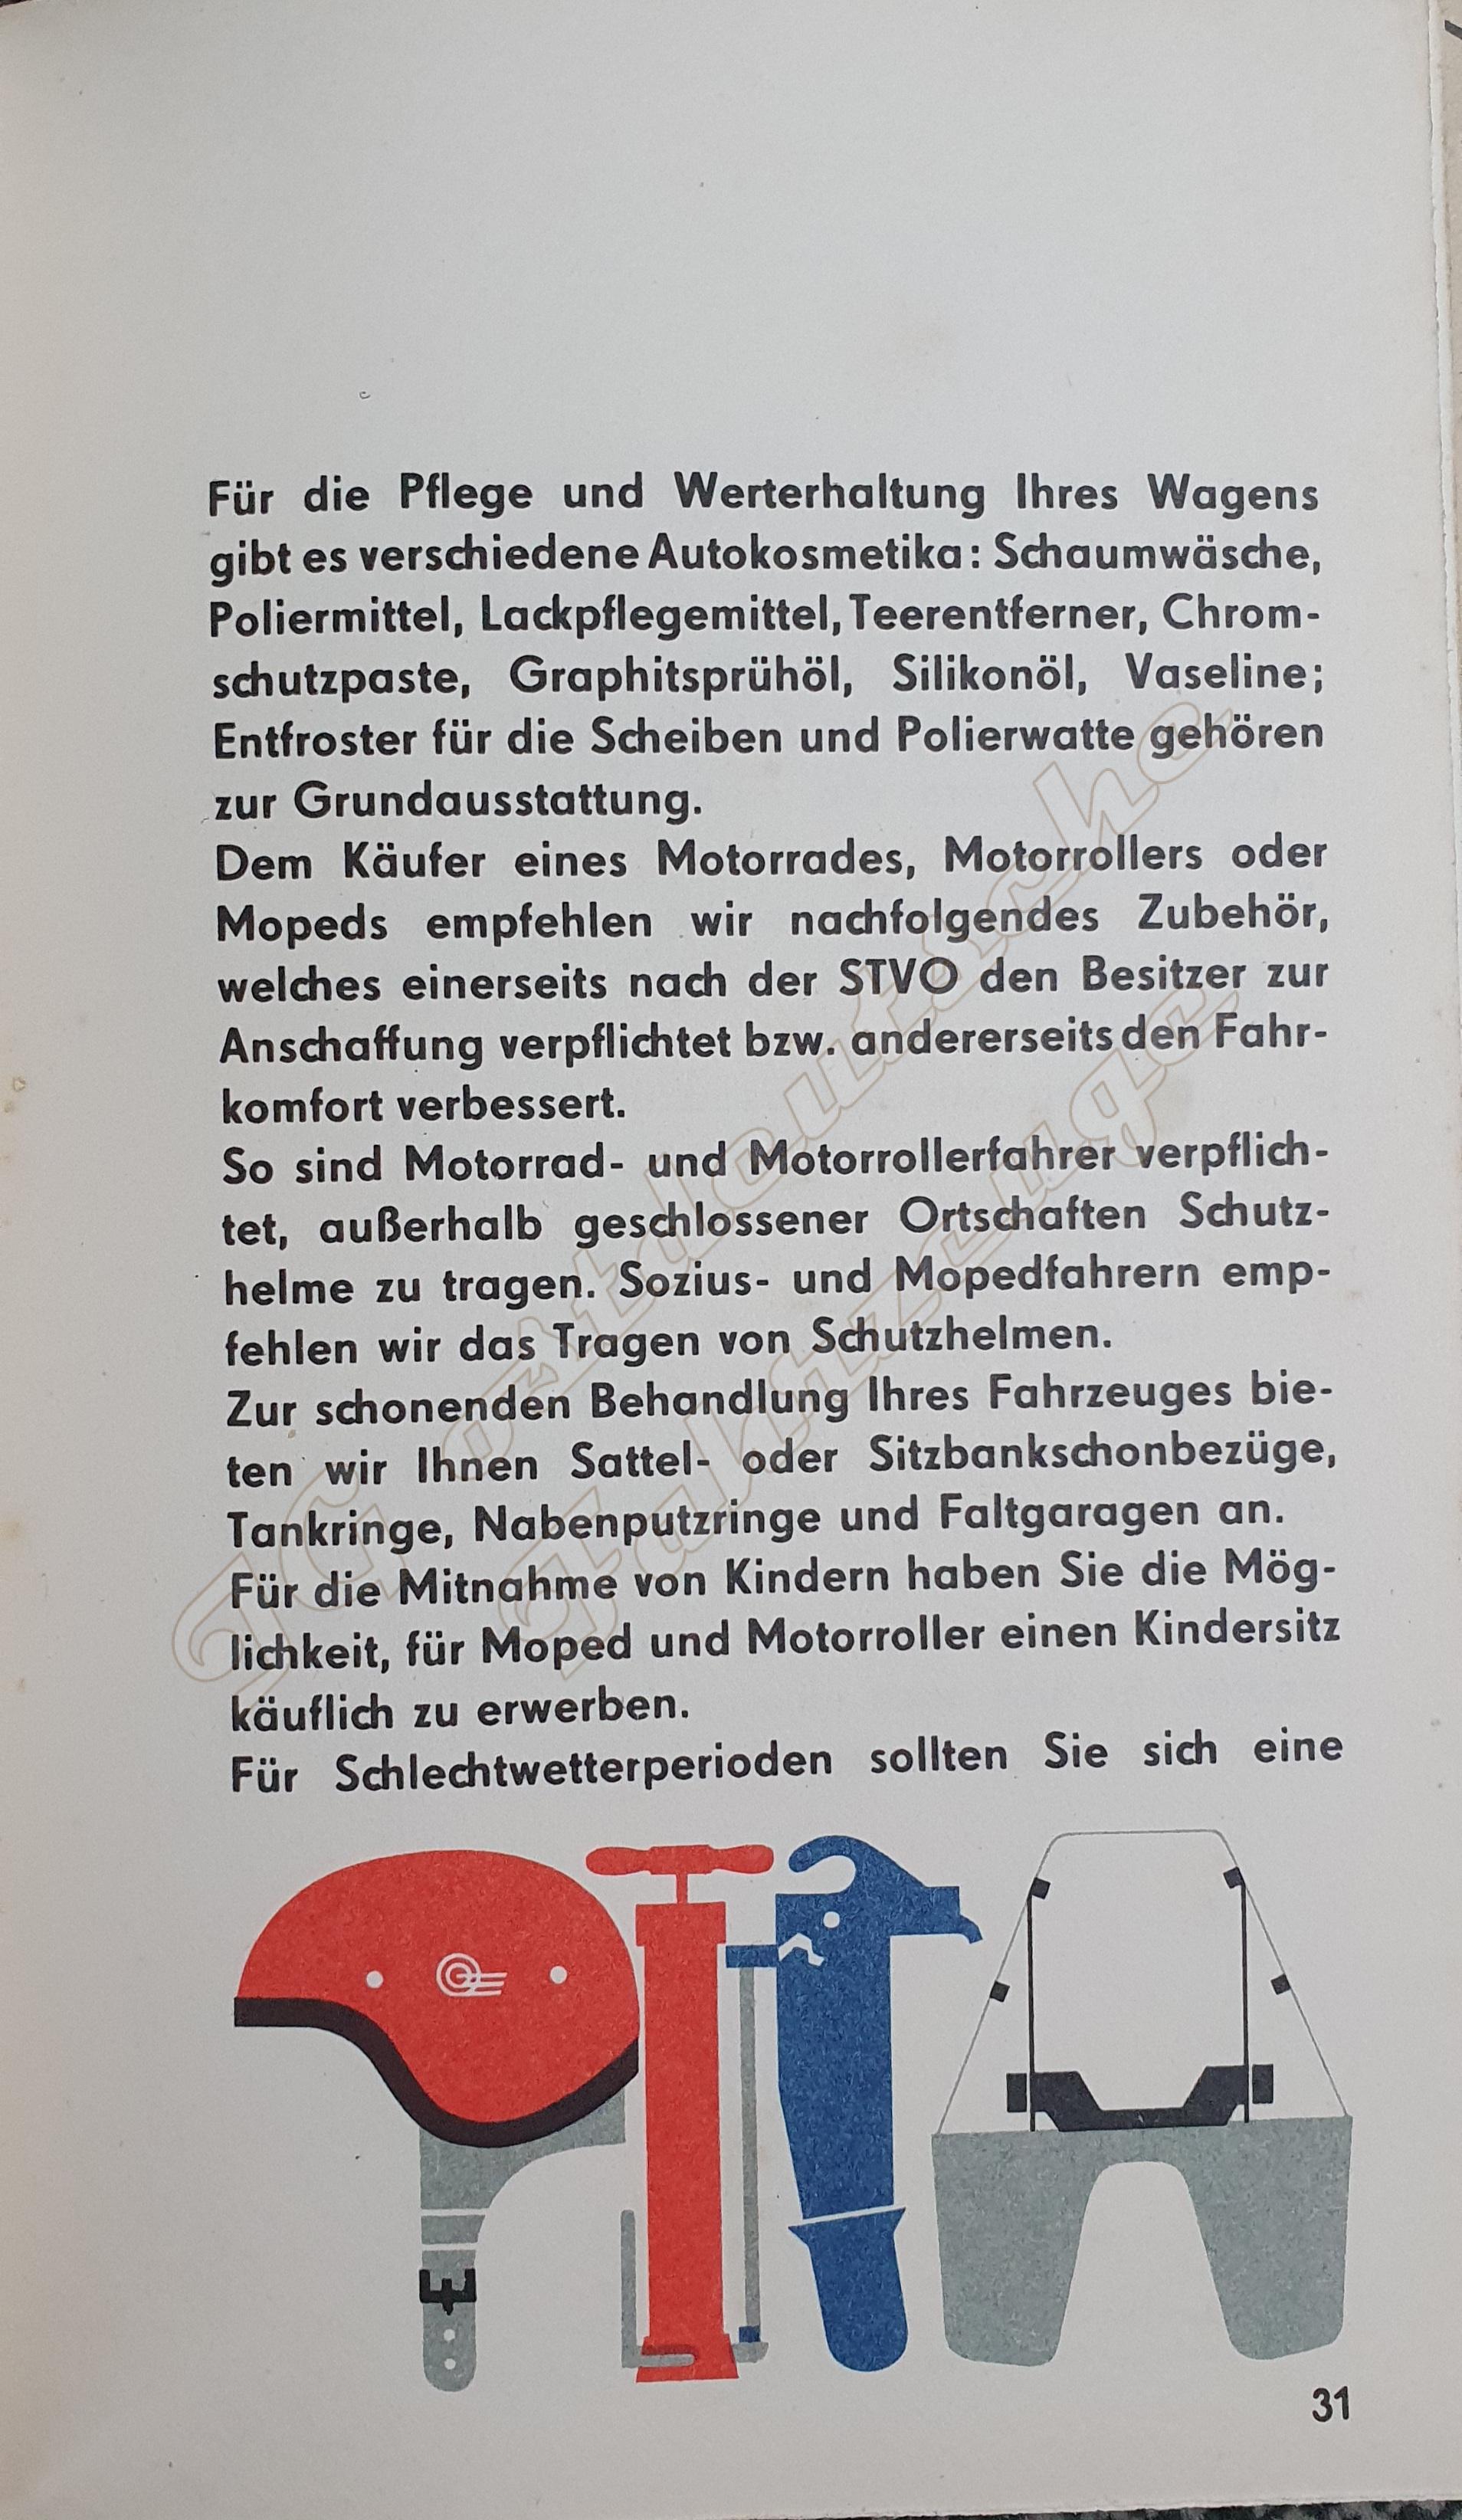 Für die Pflege und Werterhaltung Ihres Wagens
gibt es verschiedene Autokosmetika: Schaumwäsche,
Poliermittel, Lackpflegemittel, Teerentferner, Chrom-
schutzpaste, Graphitsprühöl, Silikonöl, Vaseline;
Entfroster für die Scheiben und Polierwatte gehören
zur Grundausstattung.
Dem Käufer eines Motorrades, Motorrollers oder
Mopeds empfehlen wir nachfolgendes Zubehör,
welches einerseits nach der STVO den Besitzer zur
Anschaffung verpflichtet bzw. andererseits den Fahr-
komfort verbessert.
So sind Motorrad- und Motorrollerfahrer verpflich-
tet, außerhalb geschlossener Ortschaften Schutz-
helme zu tragen. Sozius- und Mopedfahrern emp-
fehlen wir das Tragen von Schutzhelmen.
Zur schonenden Behandlung Ihres Fahrzeuges bie-
ten wir Ihnen Sattel- oder Sitzbankschonbezüge,
Tankringe, Nabenputzringe und Faltgaragen an.
Für die Mitnahme von Kindern haben Sie die Mög-
lichkeit, für Moped und Motorroller einen Kindersitz
käuflich zu erwerben.
Für Schlechtwetterperioden sollten Sie sich eine
31
IG ostdeutsche
Fahrzeuge